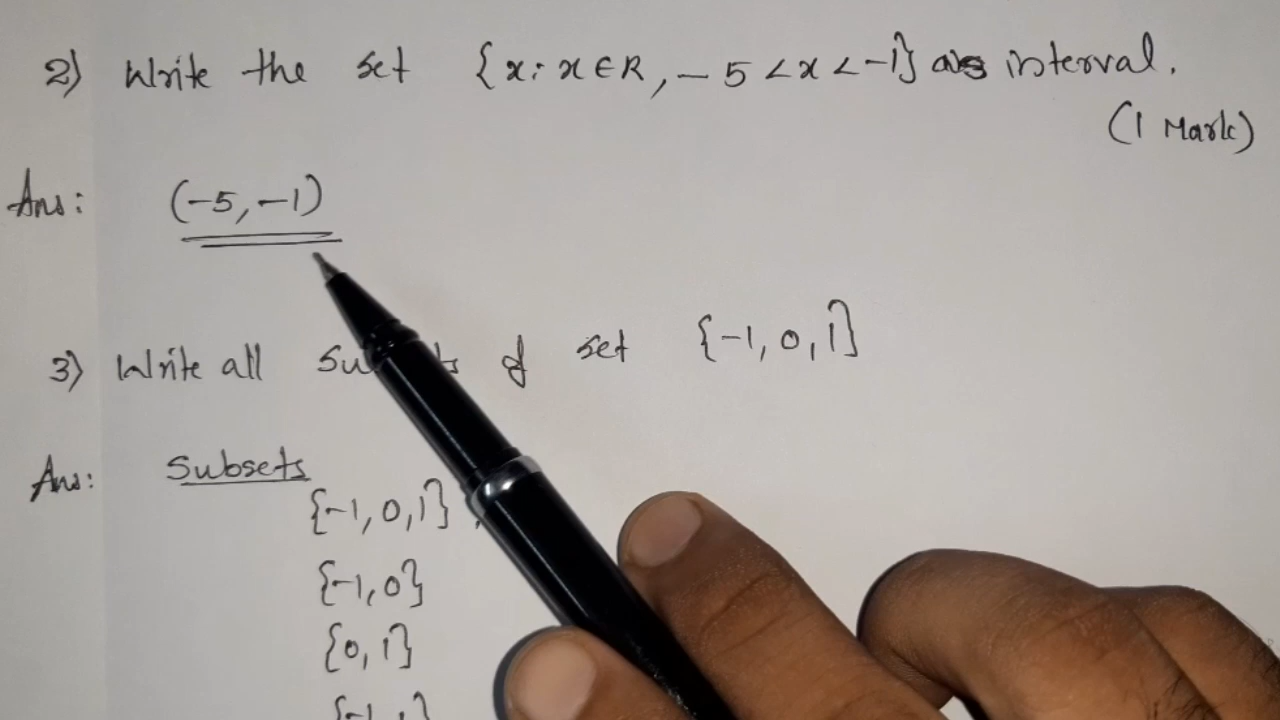 2) Write the set {x: x ∈ R, -5 < x < -1} as interval.
(1 Mark)
Ans: (-5, -1)
3) Write all of set {-1, 0, 1}
Ans: Subsets
{-1, 0, 1},
{-1, 0}
{0, 1}